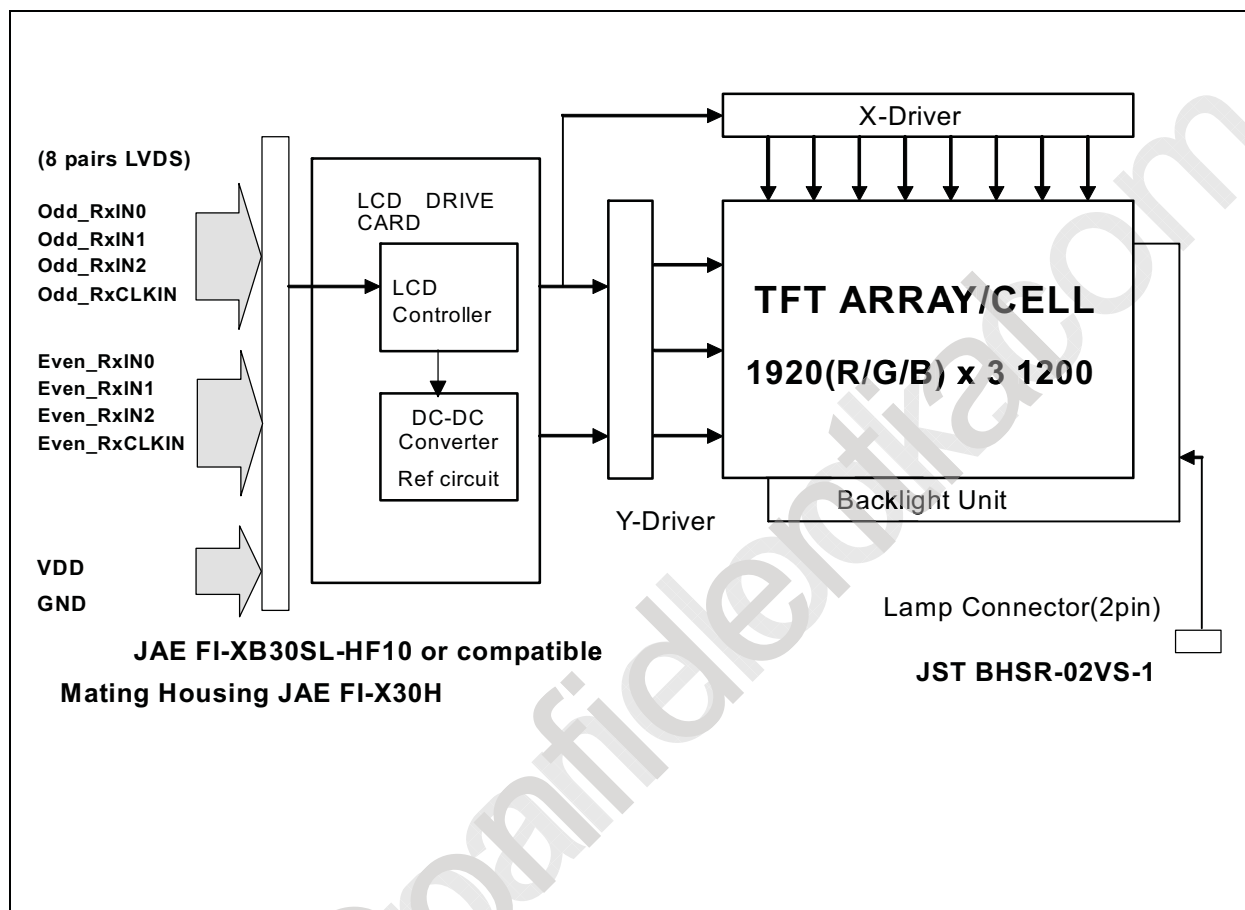 X-Driver
(8 pairs LVDS)
Odd_RxIN0
Odd_RxIN1
Odd_RxIN2
Odd_RxCLKIN
Even_RxIN0
Even_RxIN1
Even_RxIN2
Even_RxCLKIN
VDD
GND
LCD DRIVE
CARD
LCD
Controller
DC-DC
Converter
Ref circuit
Y-Driver
TFT ARRAY/CELL
1920(R/G/B) x 3 1200
Backlight Unit
Lamp Connector(2pin)
JST BHSR-02VS-1
JAE FI-XB30SL-HF10 or compatible
Mating Housing JAE FI-X30H